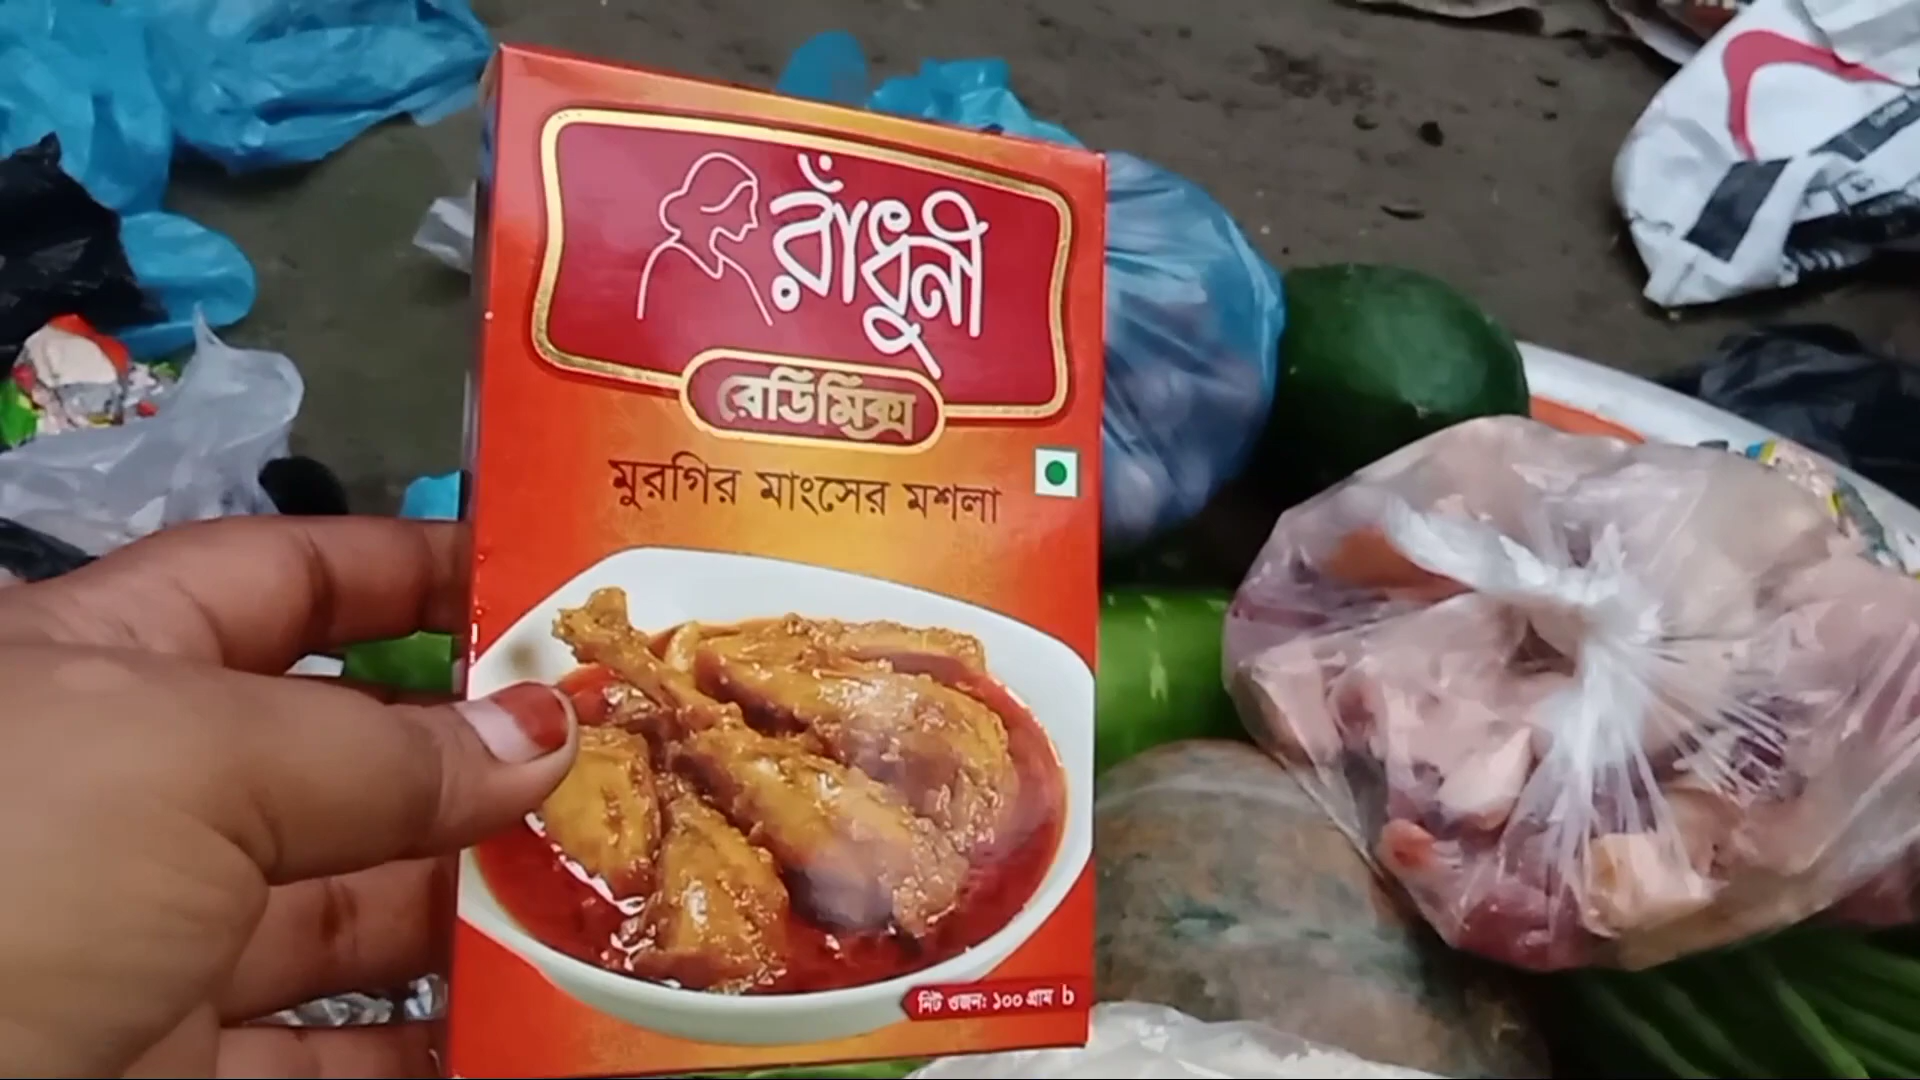 রাঁধুনী
রেডিমিক্স
মুরগির মাংসের মশলা
নিট ওজন: ১০০ গ্রাম b